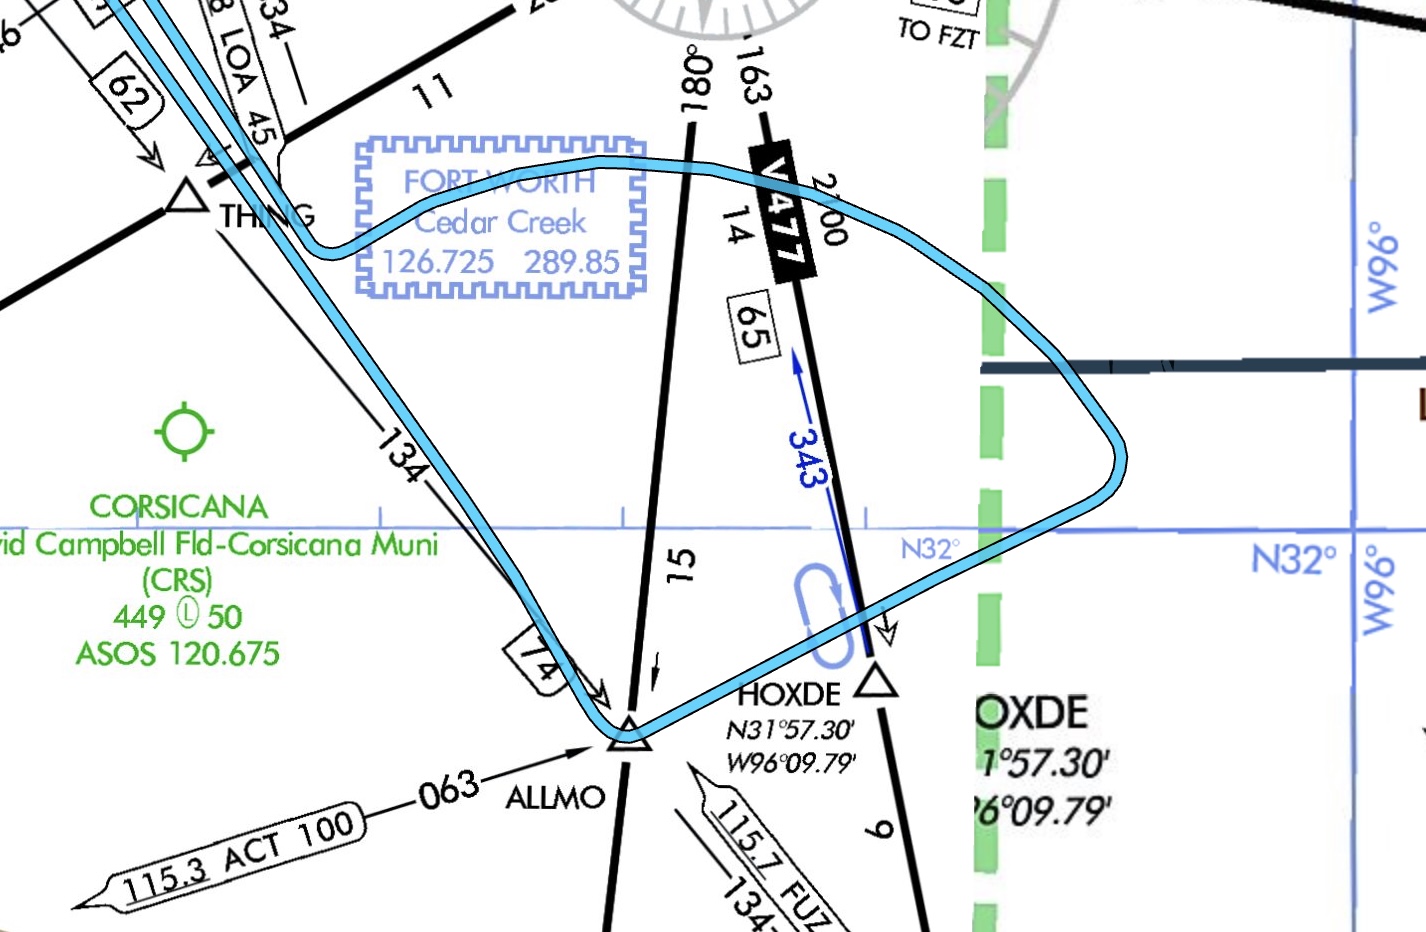 62
LOA 45
34
11
180°
163
TO FZT
THING
FORT WORTH
Cedar Creek
126.725 289.85
V477
2100
14
65
W96°
343
134
CORSICANA
vid Campbell Fld-Corsicana Muni
(CRS)
449 Ⓛ 50
ASOS 120.675
15
N32°
N32°
W96°
74
HOXDE
N31°57.30'
W96°09.79'
OXDE
1°57.30'
6°09.79'
063
ALLMO
115.3 ACT 100
9
115.7 FUZ
134